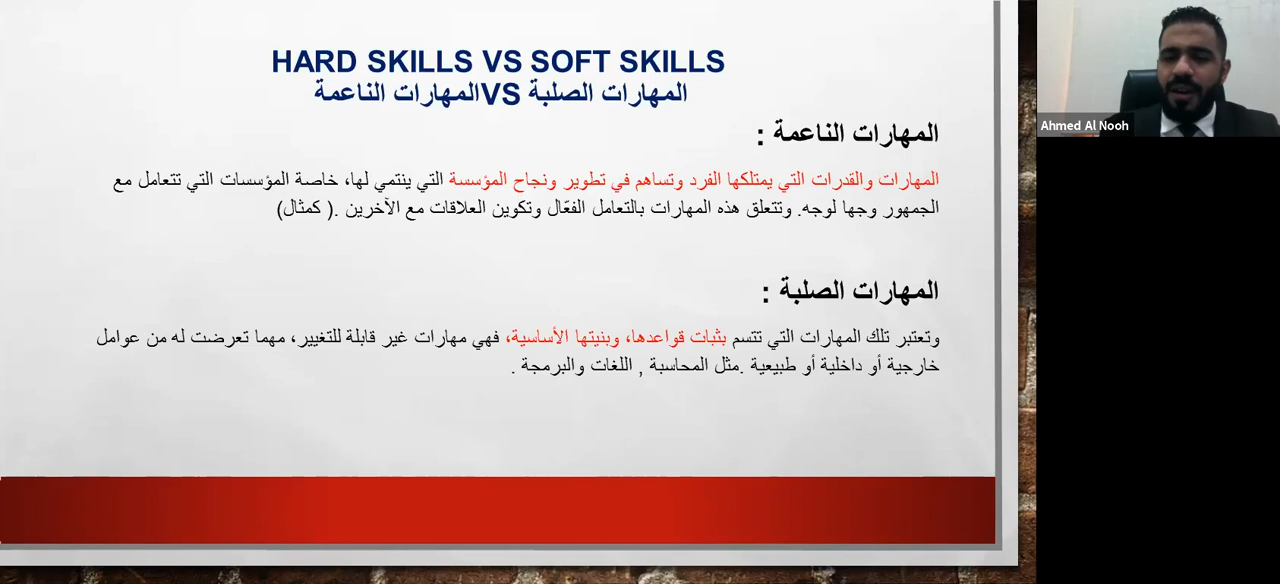 HARD SKILLS VS SOFT SKILLS
المهارات الصلبة VSالمهارات الناعمة
المهارات الناعمة :
المهارات والقدرات التي يمتلكها الفرد وتساهم في تطوير ونجاح المؤسسة التي ينتمي لها، خاصة المؤسسات التي تتعامل مع
الجمهور وجها لوجه. وتتعلق هذه المهارات بالتعامل الفعّال وتكوين العلاقات مع الآخرين .( كمثال)
المهارات الصلبة :
وتعتبر تلك المهارات التي تتسم بثبات قواعدها، وبنيتها الأساسية، فهي مهارات غير قابلة للتغيير، مهما تعرضت له من عوامل
خارجية أو داخلية أو طبيعية .مثل المحاسبة , اللغات والبرمجة .
Ahmed Al Nooh